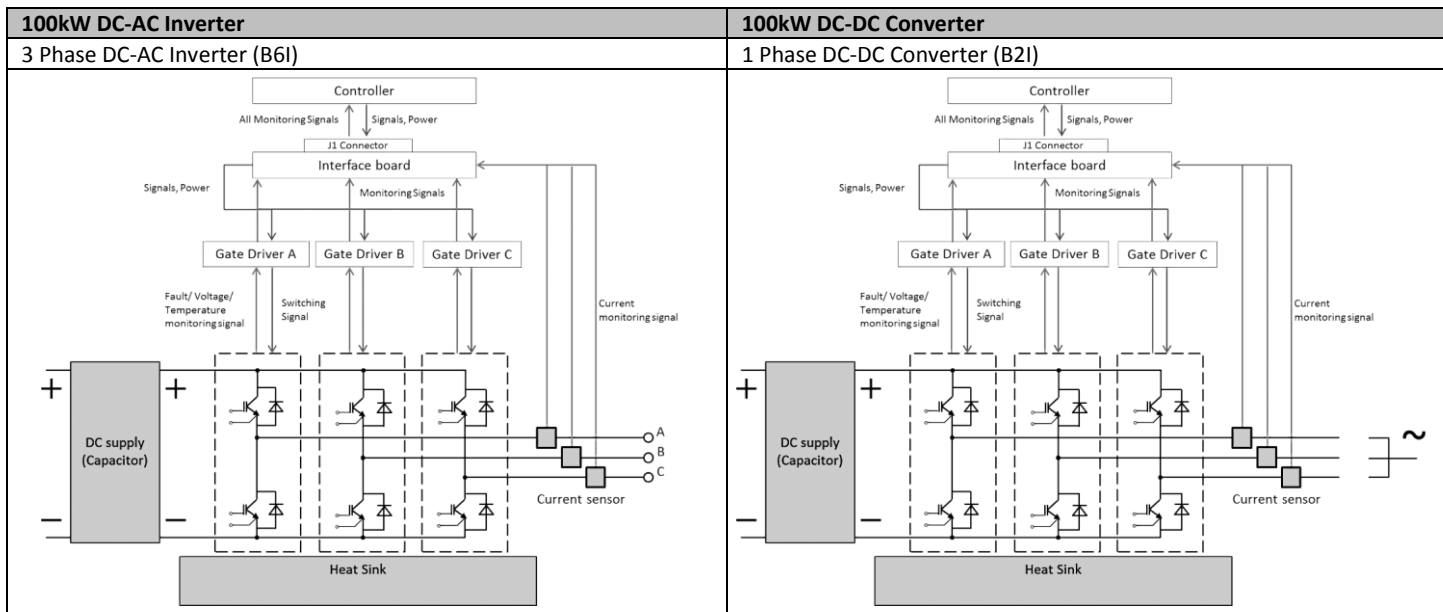 100kW DC-AC Inverter
3 Phase DC-AC Inverter (B6I)
Controller
All Monitoring Signals
Signals, Power
J1 Connector
Interface board
Signals, Power
Monitoring Signals
Gate Driver A
Gate Driver B
Gate Driver C
Fault/ Voltage/
Temperature
monitoring signal
Switching
Signal
Current
monitoring signal
+
+
DC supply
(Capacitor)
A
B
C
Current sensor
−
−
Heat Sink
100kW DC-DC Converter
1 Phase DC-DC Converter (B2I)
Controller
All Monitoring Signals
Signals, Power
J1 Connector
Interface board
Signals, Power
Monitoring Signals
Gate Driver A
Gate Driver B
Gate Driver C
Fault/ Voltage/
Temperature
monitoring signal
Switching
Signal
Current
monitoring signal
+
+
DC supply
(Capacitor)
~
Current sensor
−
−
Heat Sink